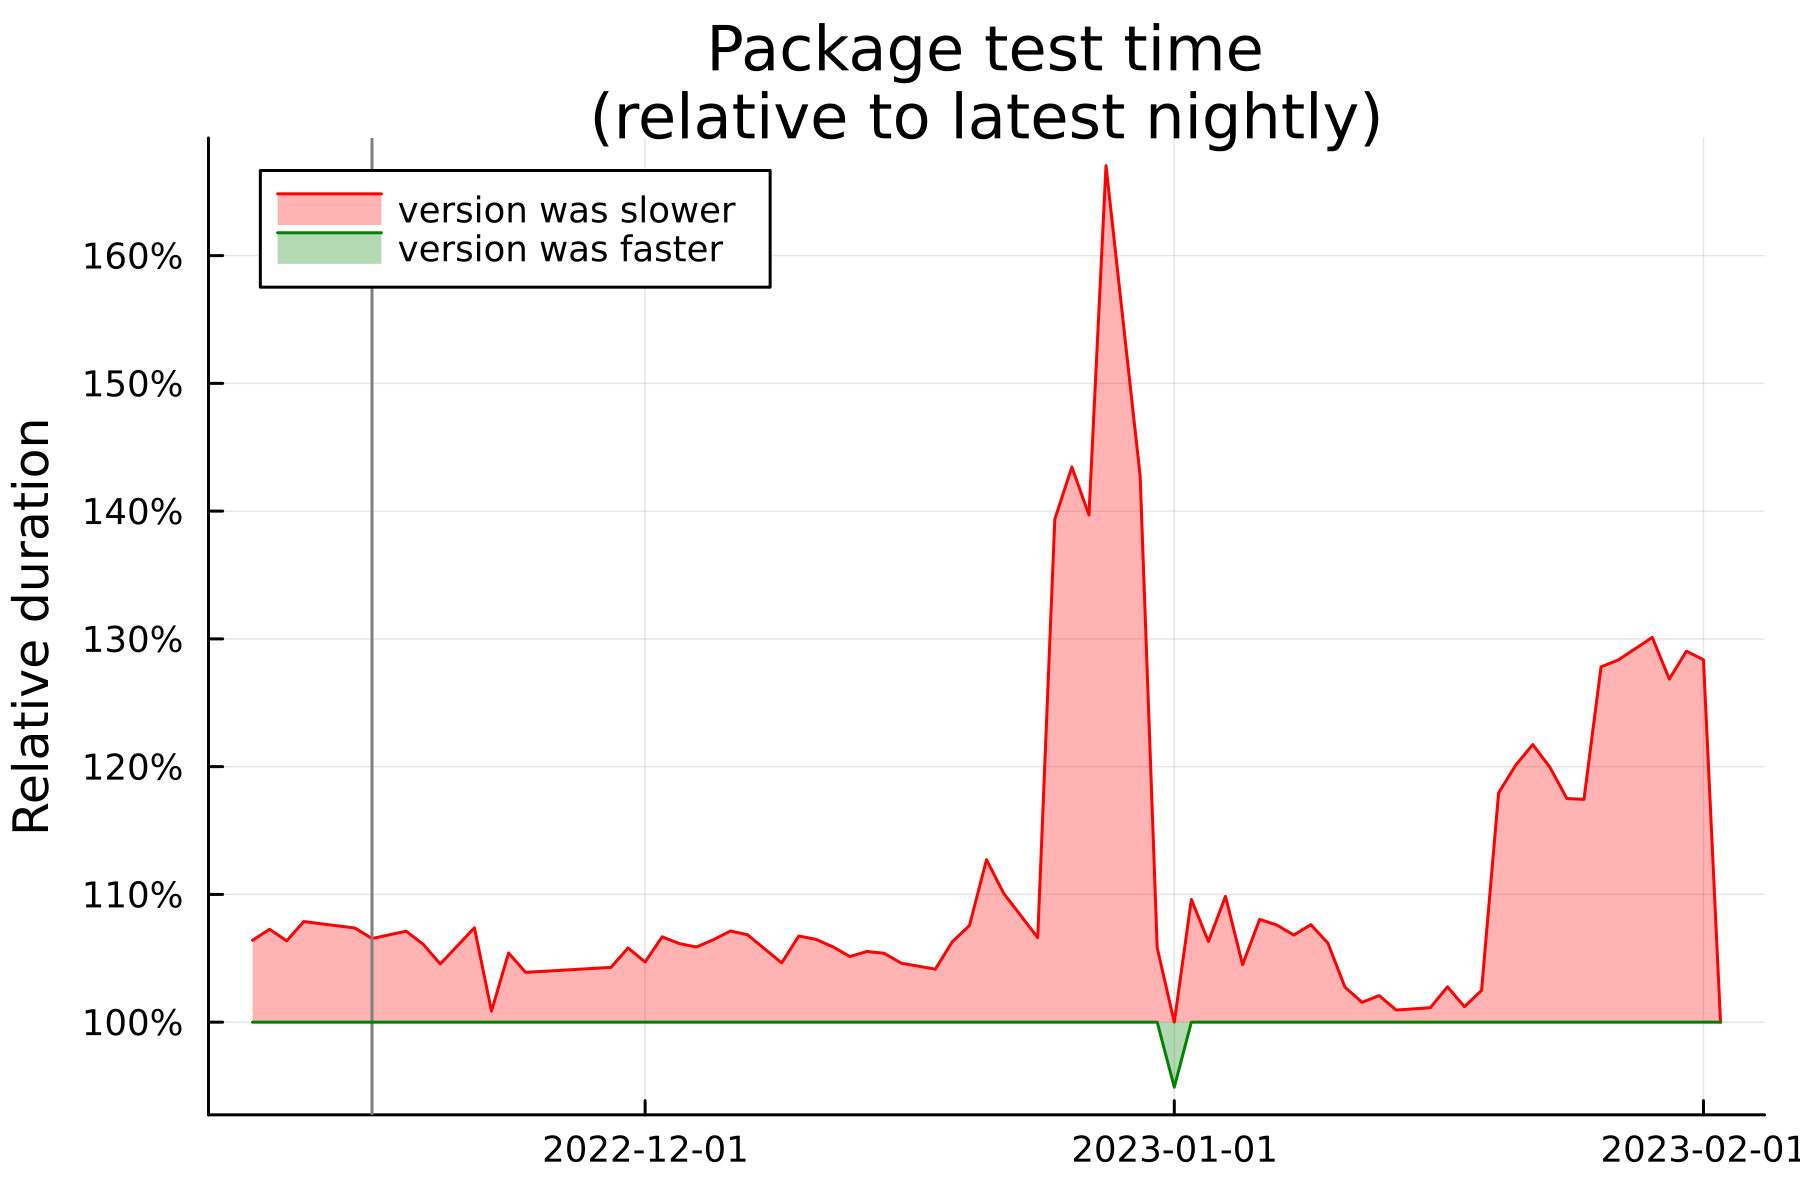 Package test time
(relative to latest nightly)
version was slower
version was faster
160%
150%
140%
130%
120%
110%
100%
Relative duration
2022-12-01
2023-01-01
2023-02-01